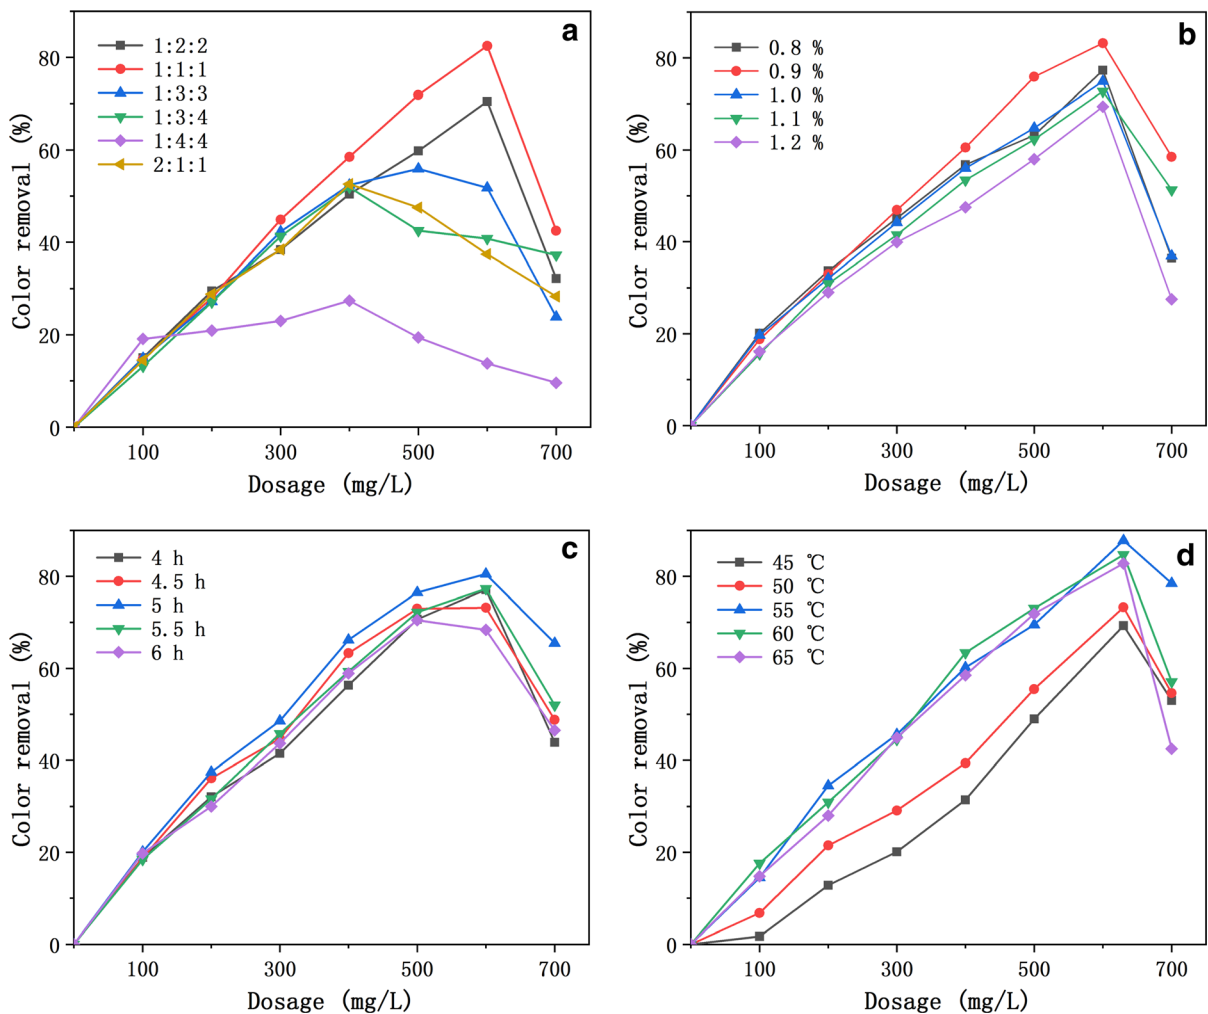 a
1:2:2
1:1:1
1:3:3
1:3:4
1:4:4
2:1:1
Color removal (%)
80
60
40
20
0
100 300 500 700
Dosage (mg/L)
b
0.8 %
0.9 %
1.0 %
1.1 %
1.2 %
Color removal (%)
80
60
40
20
0
100 300 500 700
Dosage (mg/L)
c
4 h
4.5 h
5 h
5.5 h
6 h
Color removal (%)
80
60
40
20
0
100 300 500 700
Dosage (mg/L)
d
45 ℃
50 ℃
55 ℃
60 ℃
65 ℃
Color removal (%)
80
60
40
20
0
100 300 500 700
Dosage (mg/L)